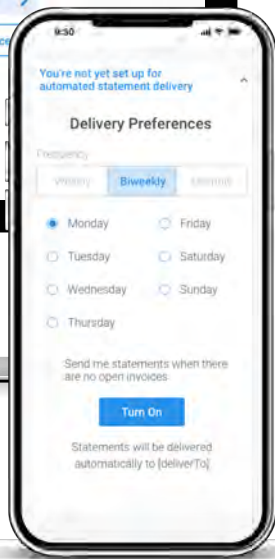 9:50
You're not yet set up for
automated statement delivery
Delivery Preferences
Frequency
Weekly Biweekly Monthly
Monday Friday
Tuesday Saturday
Wednesday Sunday
Thursday
Send me statements when there
are no open invoices
Turn On
Statements will be delivered
automatically to [deliverTo]